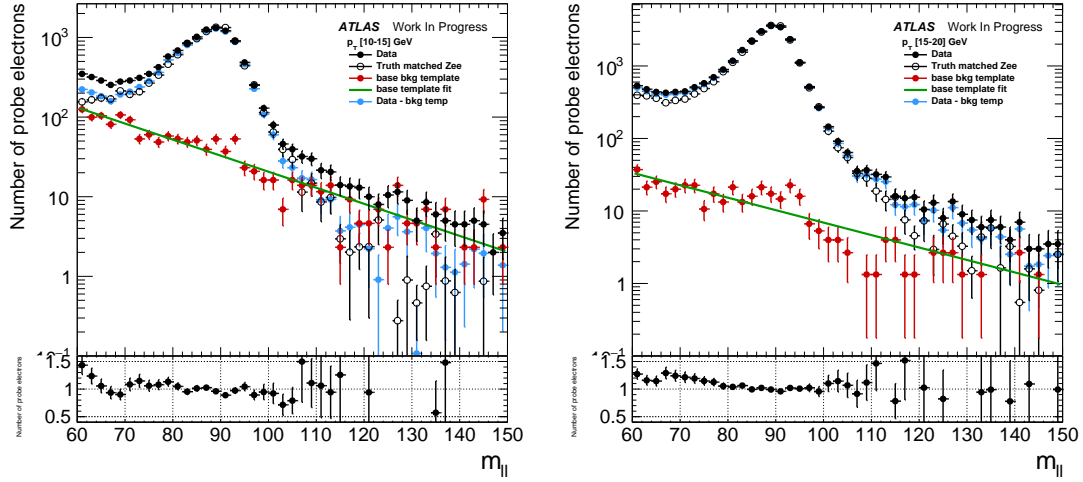 ATLAS Work In Progress
p_T [10-15] GeV
Data
Truth matched Zee
base bkg template
base template fit
Data - bkg temp
Number of probe electrons
10³
10²
10
1
Number of probe electrons
1.5
1
0.5
60 70 80 90 100 110 120 130 140 150
m_ll
ATLAS Work In Progress
p_T [15-20] GeV
Data
Truth matched Zee
base bkg template
base template fit
Data - bkg temp
Number of probe electrons
10³
10²
10
1
Number of probe electrons
1.5
1
0.5
60 70 80 90 100 110 120 130 140 150
m_ll